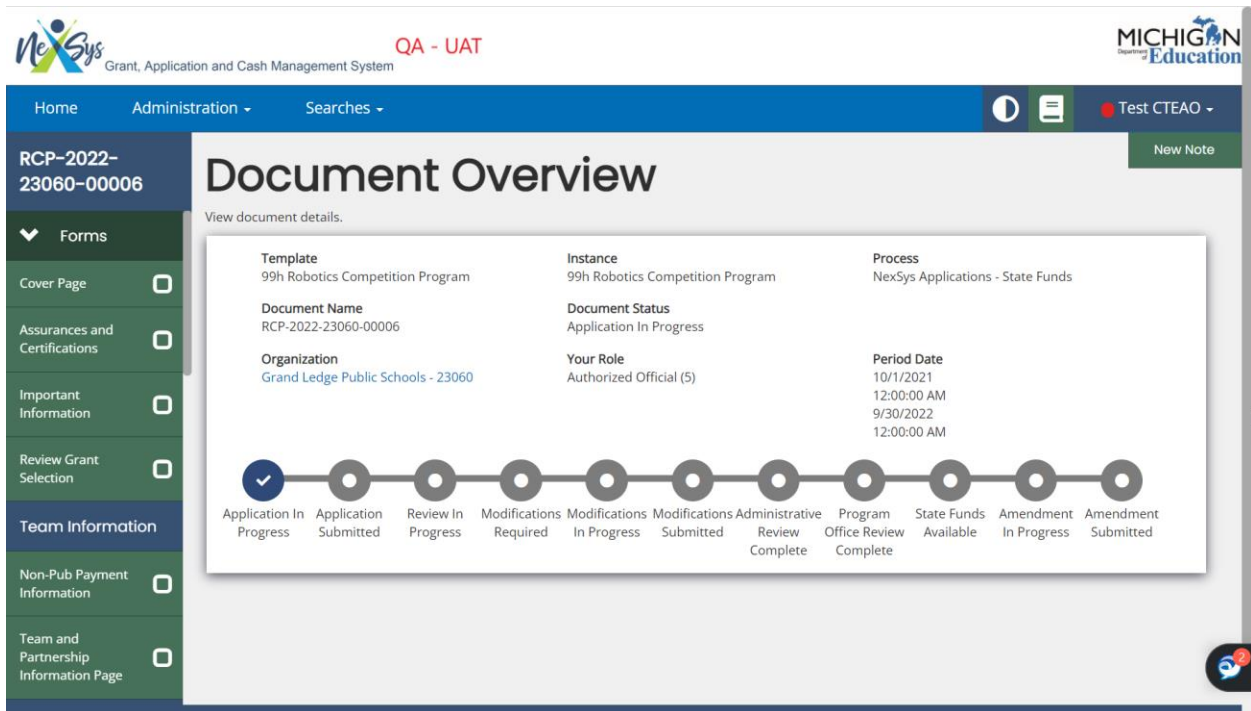 NexSys
Grant, Application and Cash Management System
QA - UAT
MICHIGAN
Department of Education
Home Administration Searches
Test CTEAO
RCP-2022-
23060-00006
New Note
Document Overview
View document details.
Forms
Cover Page
Assurances and
Certifications
Important
Information
Review Grant
Selection
Team Information
Non-Pub Payment
Information
Team and
Partnership
Information Page
Template
99h Robotics Competition Program
Instance
99h Robotics Competition Program
Process
NexSys Applications - State Funds
Document Name
RCP-2022-23060-00006
Document Status
Application In Progress
Organization
Grand Ledge Public Schools - 23060
Your Role
Authorized Official (5)
Period Date
10/1/2021
12:00:00 AM
9/30/2022
12:00:00 AM
Application In
Progress
Application
Submitted
Review In
Progress
Modifications
Required
Modifications
In Progress
Modifications
Submitted
Administrative
Review
Complete
Program
Office Review
Complete
State Funds
Available
Amendment
In Progress
Amendment
Submitted
2